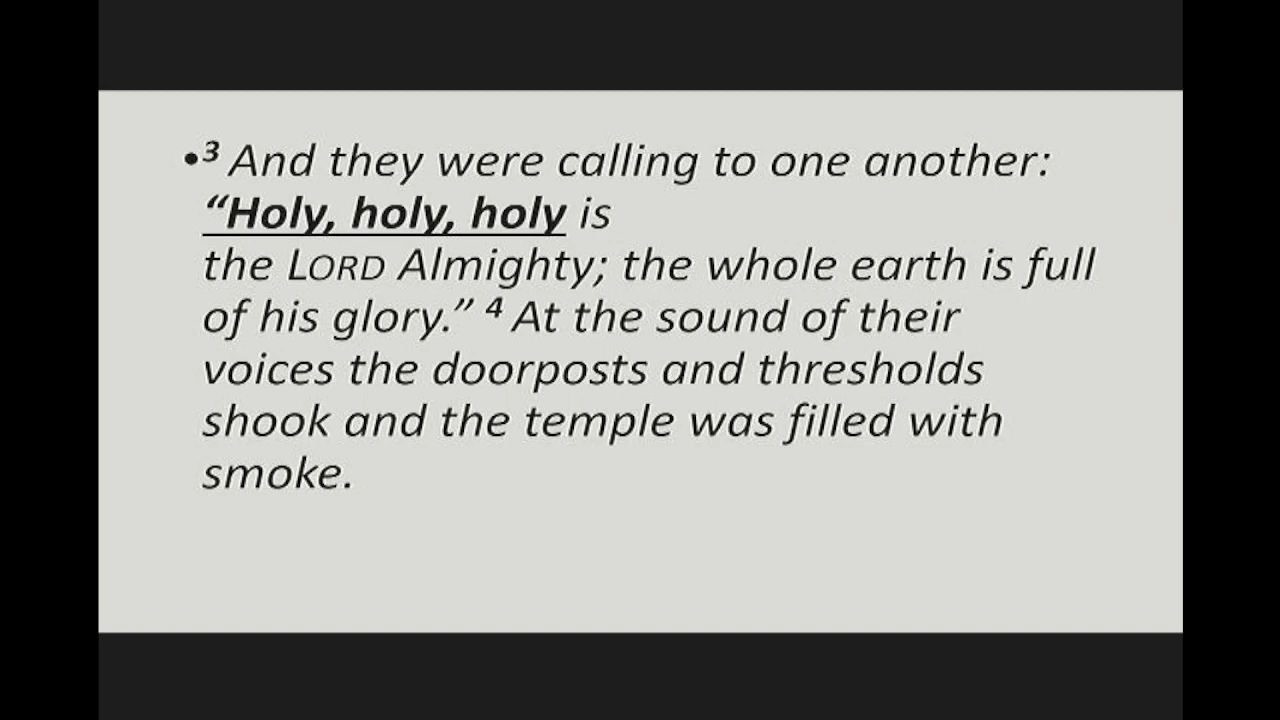 •³ And they were calling to one another:
“Holy, holy, holy is
the LORD Almighty; the whole earth is full
of his glory.” ⁴ At the sound of their
voices the doorposts and thresholds
shook and the temple was filled with
smoke.